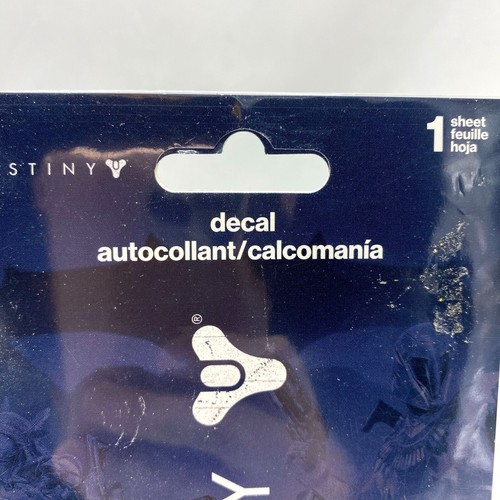 STINY
1 sheet
feuille
hoja
decal
autocollant/calcomanía
®
Y